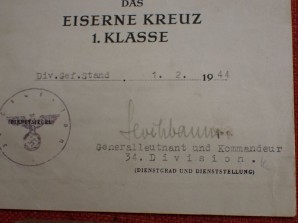 DAS
EISERNE KREUZ
1. KLASSE
Div.Gef.Stand , 1. 2. 1944
(DIENSTSIEGEL)
Generalleutnant und Kommandeur
34. Division.
(DIENSTGRAD UND DIENSTSTELLUNG)